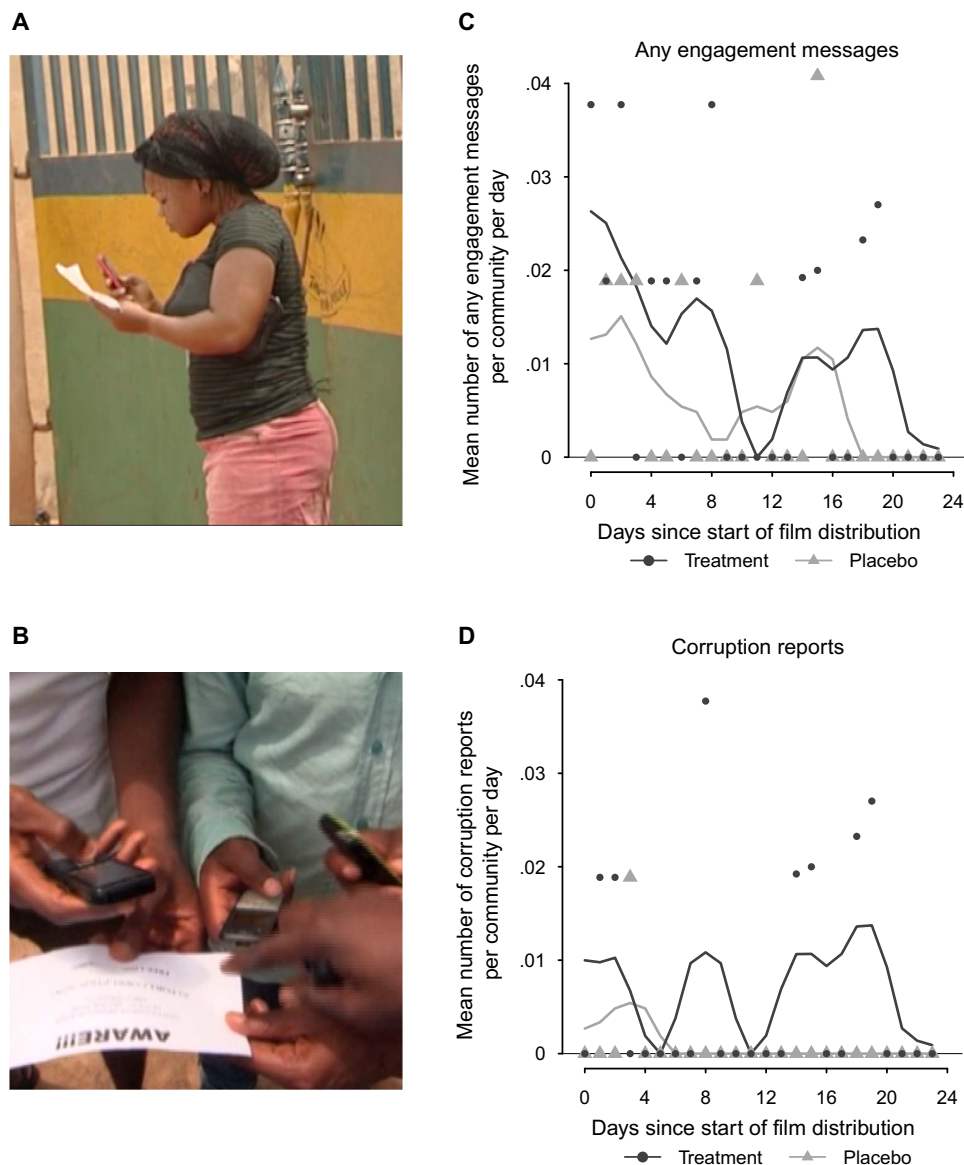 A
C
Any engagement messages
Mean number of any engagement messages
per community per day
.04
.03
.02
.01
0
0 4 8 12 16 20 24
Days since start of film distribution
Treatment Placebo
B
AWARE!!!
D
Corruption reports
Mean number of corruption reports
per community per day
.04
.03
.02
.01
0
0 4 8 12 16 20 24
Days since start of film distribution
Treatment Placebo